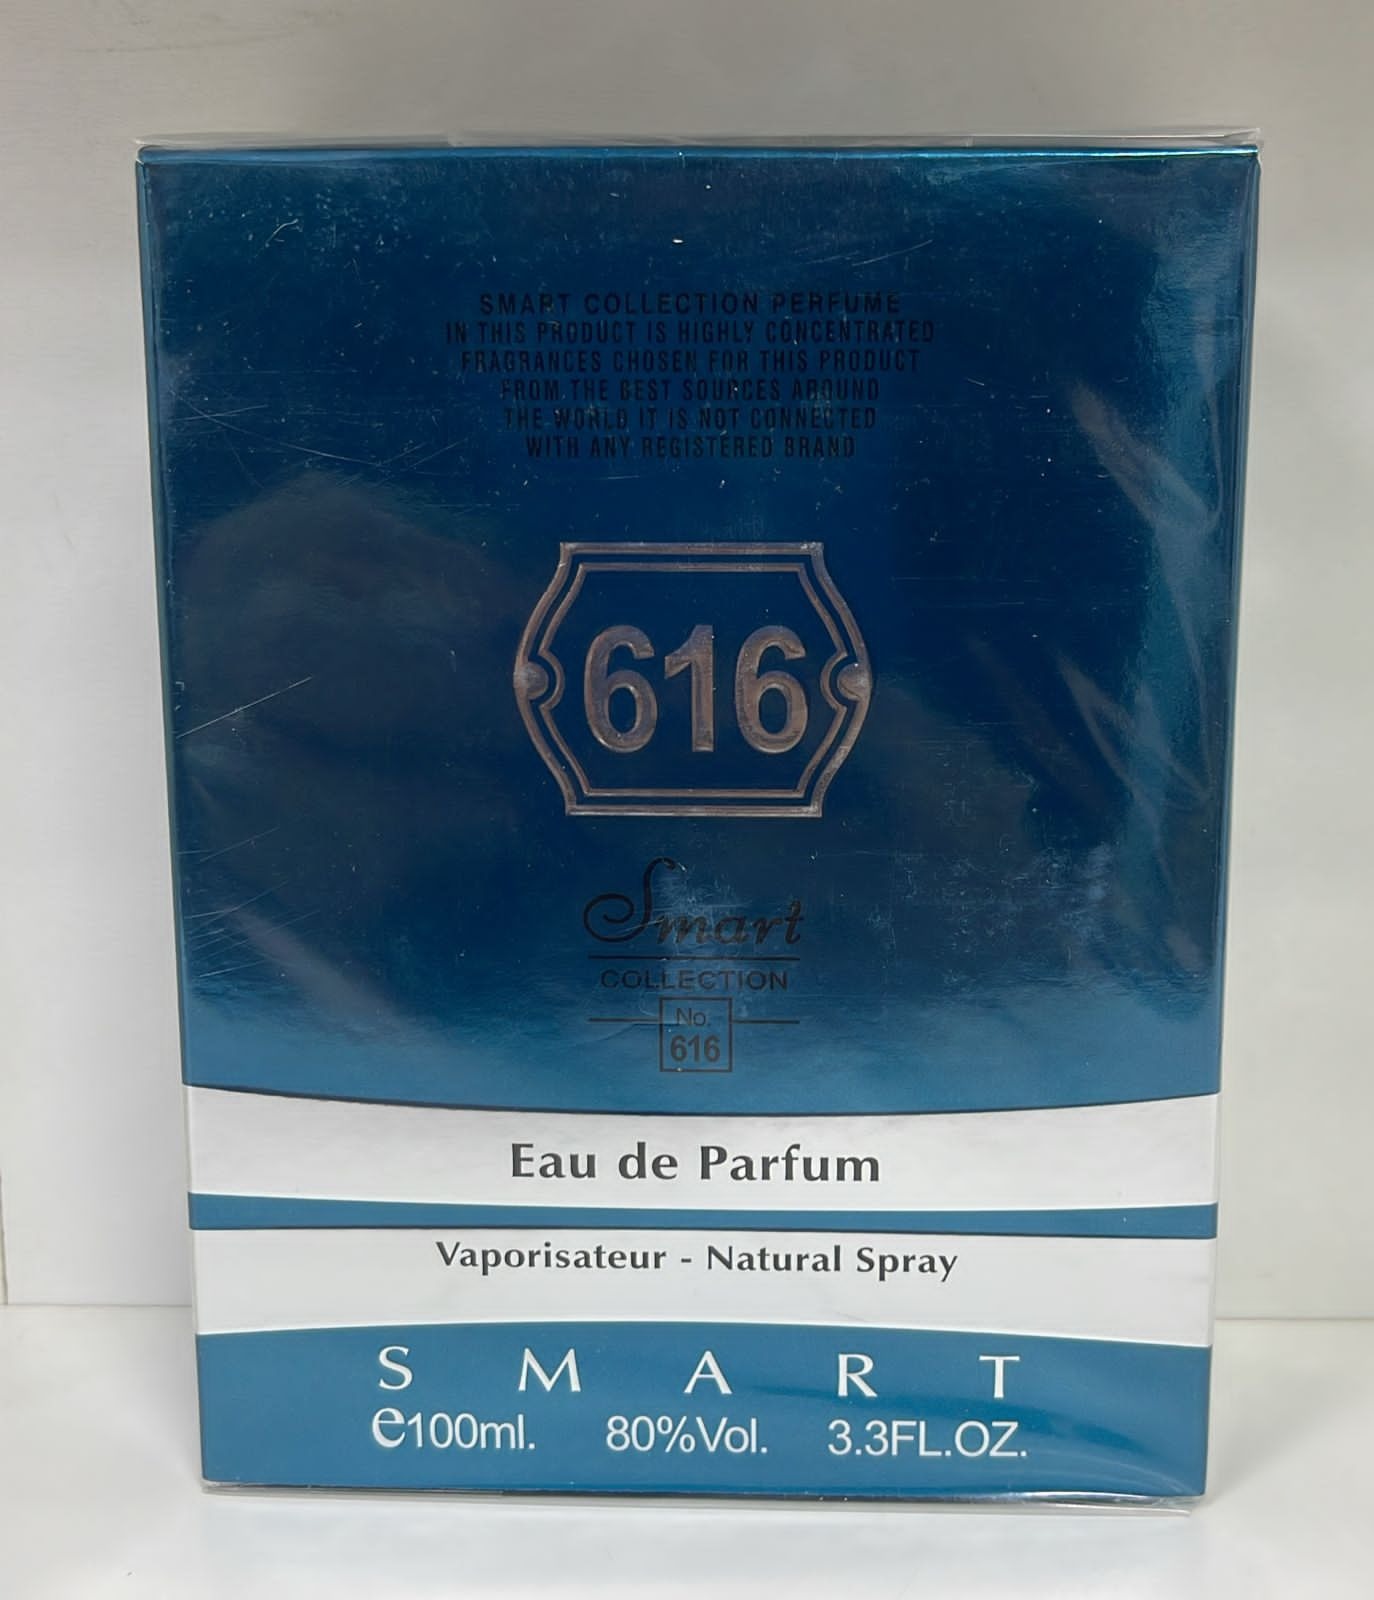 SMART COLLECTION PERFUME
IN THIS PRODUCT IS HIGHLY CONCENTRATED
FRAGRANCES CHOSEN FOR THIS PRODUCT
FROM THE BEST SOURCES AROUND
THE WORLD IT IS NOT CONNECTED
WITH ANY REGISTERED BRAND
616
Smart
COLLECTION
No.
616
Eau de Parfum
Vaporisateur - Natural Spray
SMART
e100ml. 80%Vol. 3.3FL.OZ.